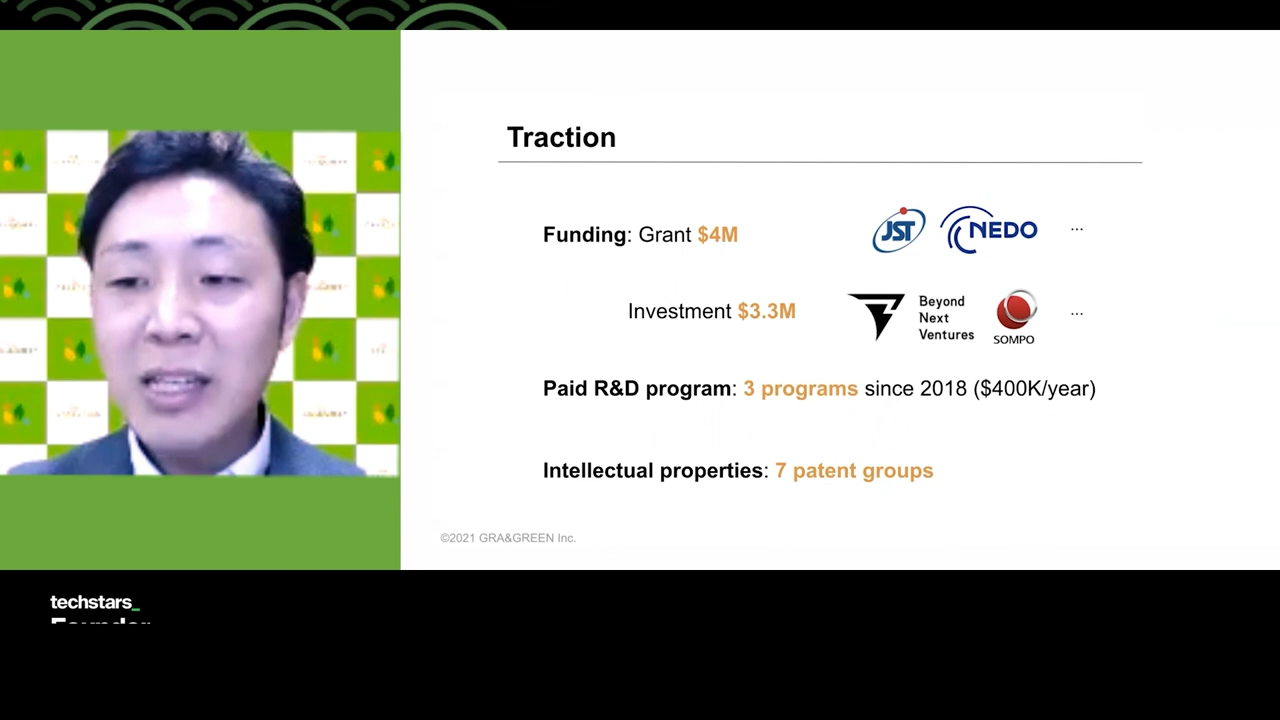 Traction
Funding: Grant $4M
JST
NEDO
...
Investment $3.3M
Beyond
Next
Ventures
SOMPO
...
Paid R&D program: 3 programs since 2018 ($400K/year)
Intellectual properties: 7 patent groups
©2021 GRA&GREEN Inc.
techstars_